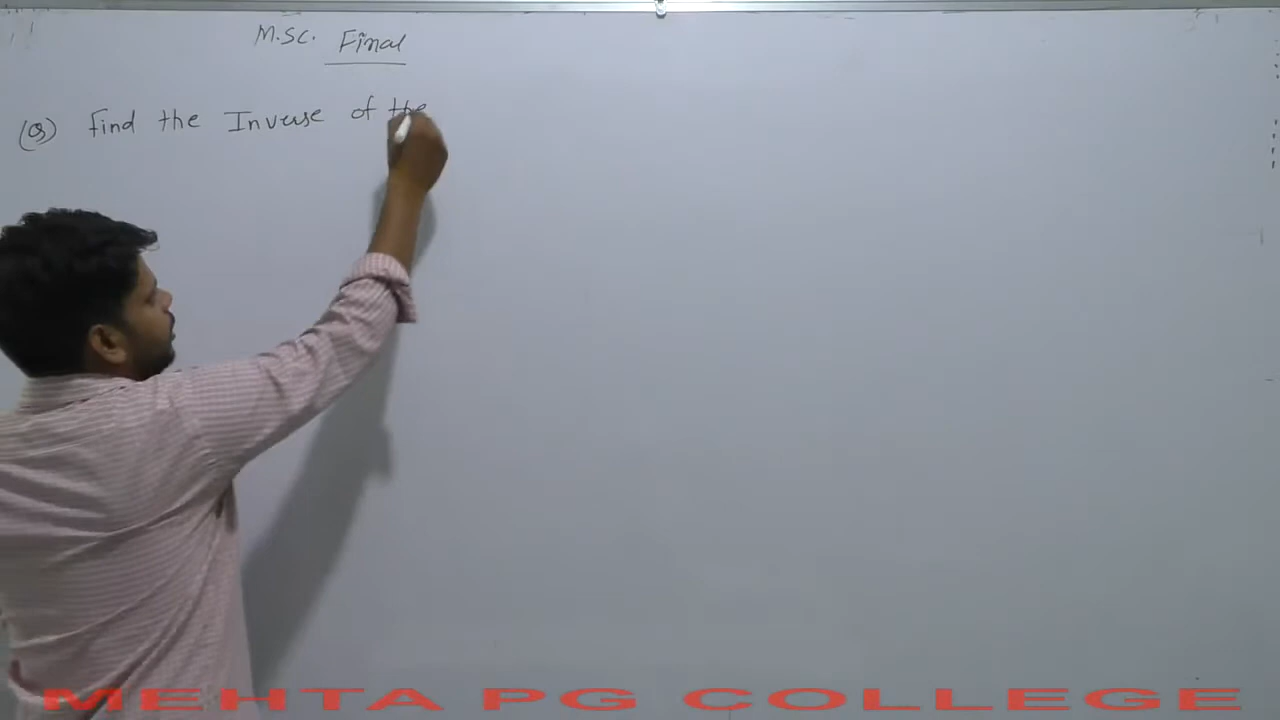 M.Sc. Final
(Q) find the Inverse of the
MEHTA PG COLLEGE